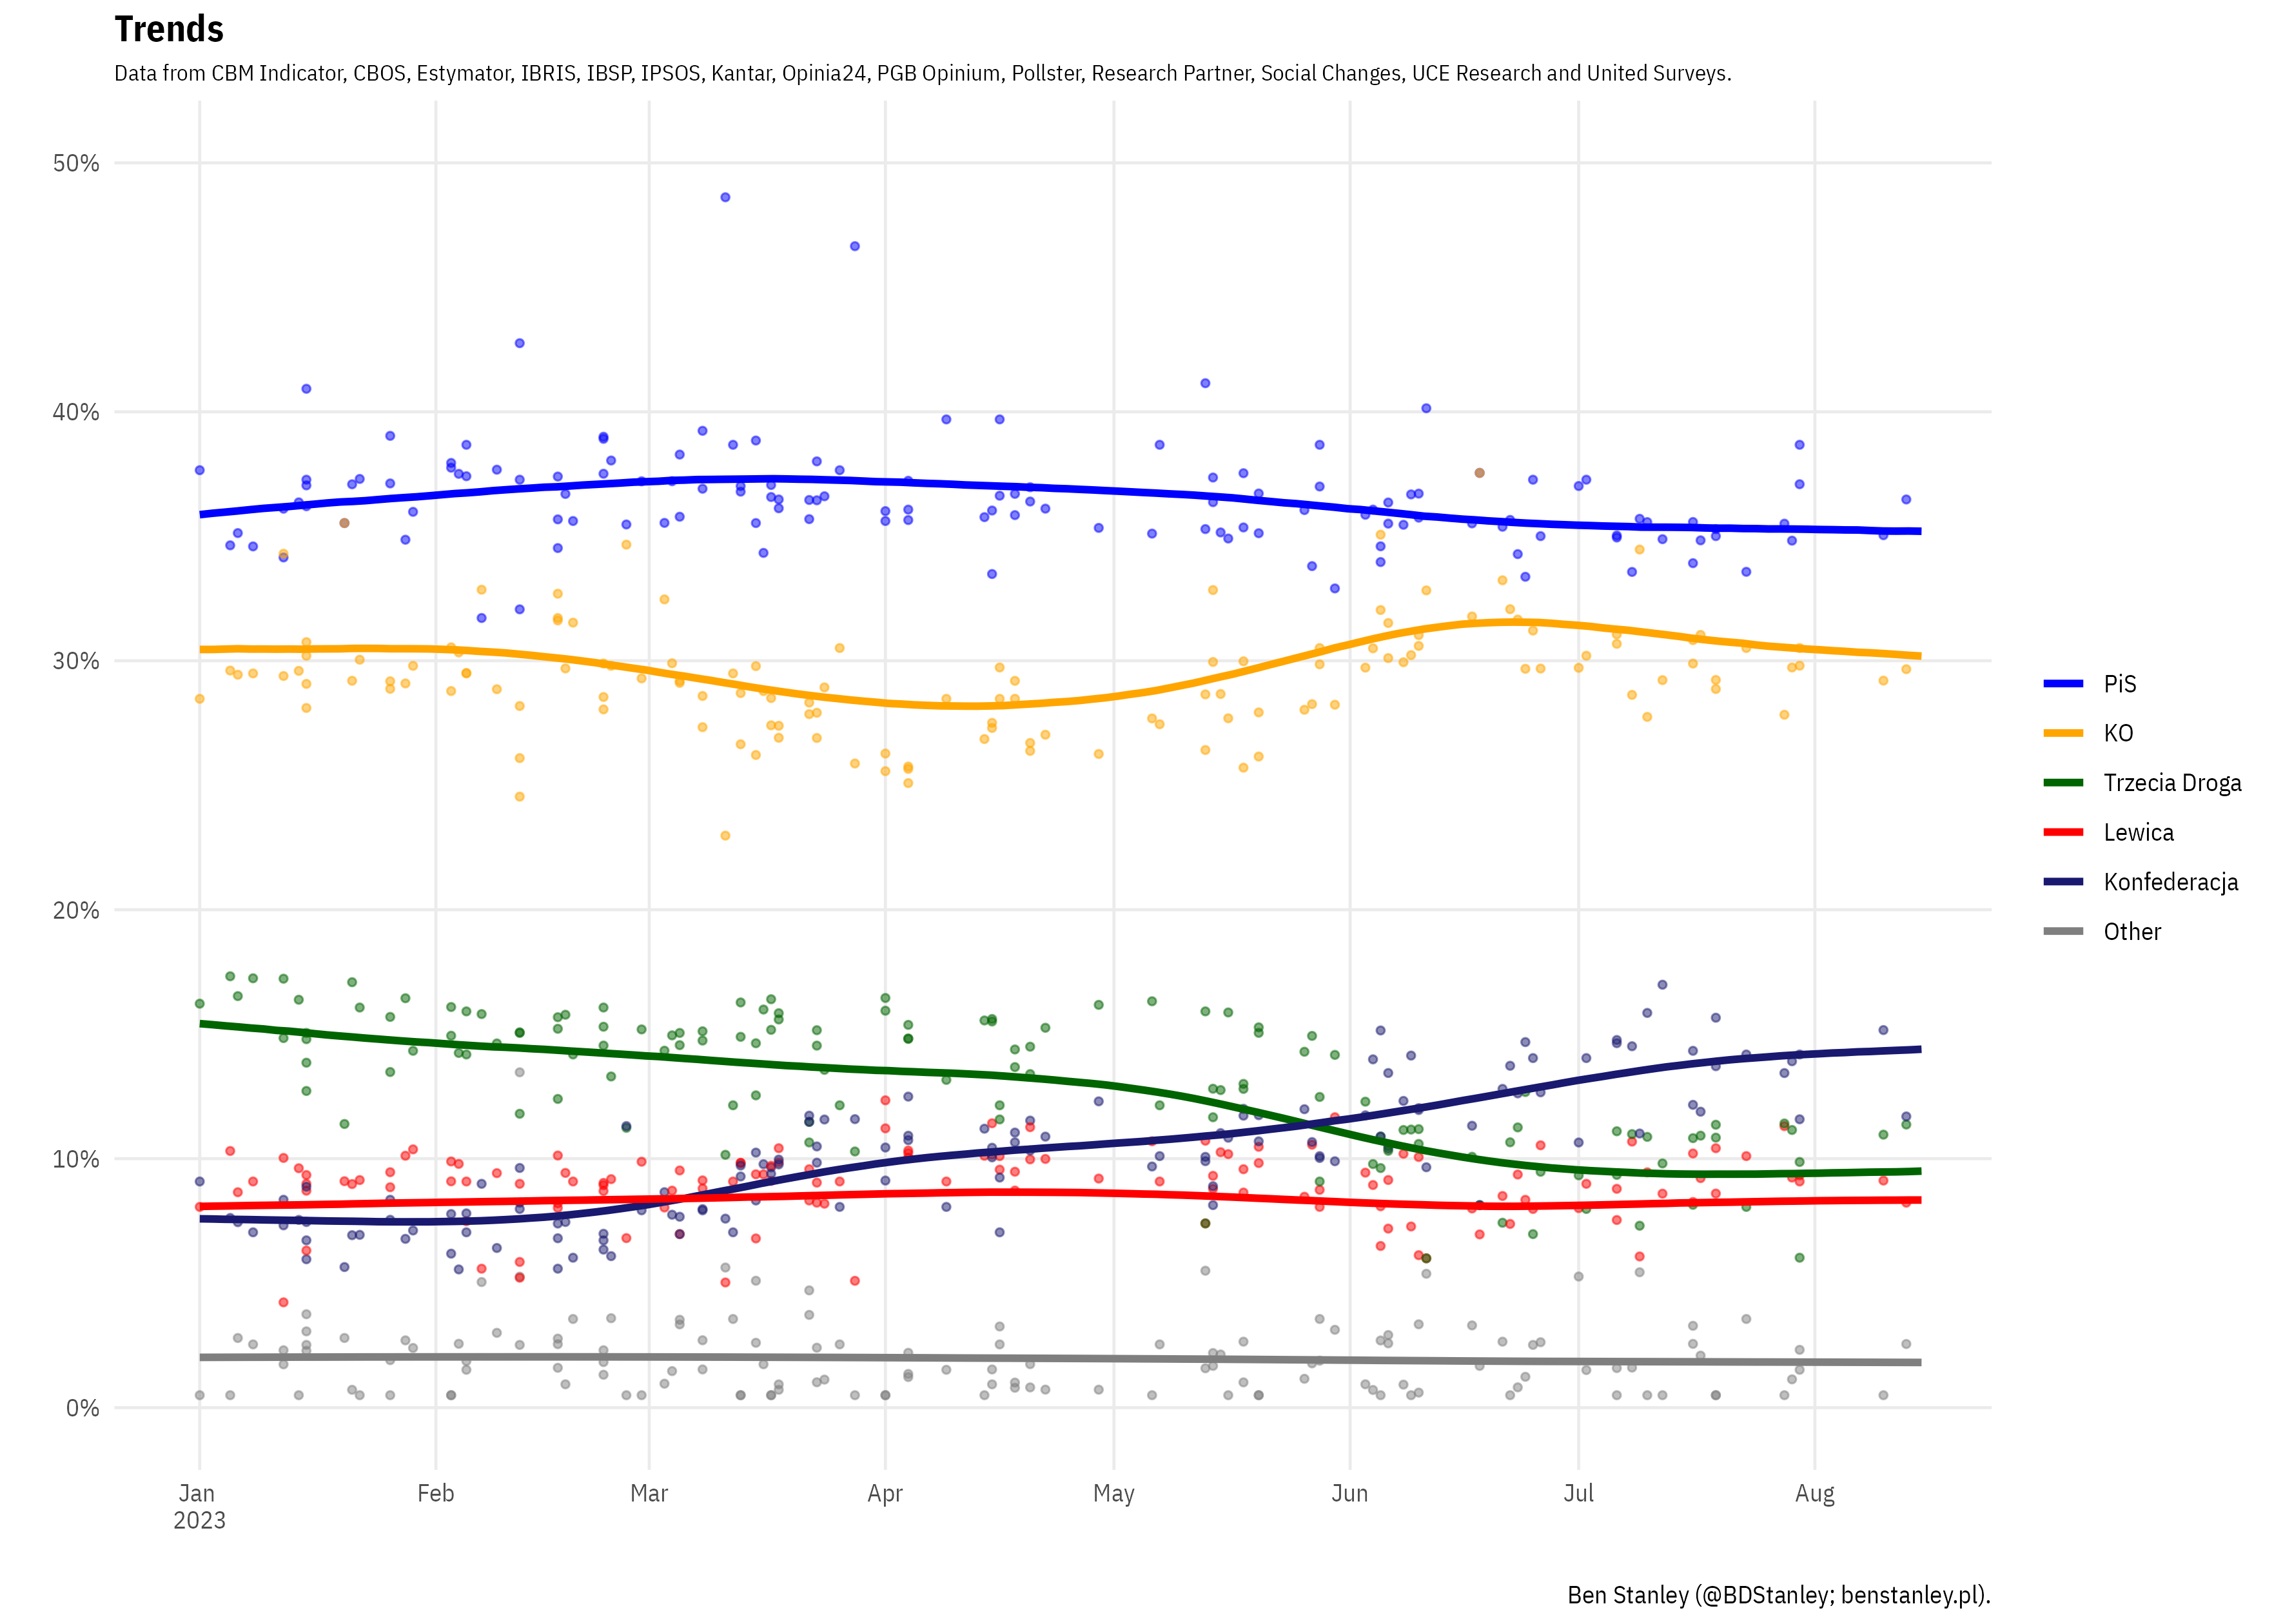 Trends
Data from CBM Indicator, CBOS, Estymator, IBRIS, IBSP, IPSOS, Kantar, Opinia24, PGB Opinium, Pollster, Research Partner, Social Changes, UCE Research and United Surveys.
50%
40%
30%
20%
10%
0%
Jan Feb Mar Apr May Jun Jul Aug
2023
PiS
KO
Trzecia Droga
Lewica
Konfederacja
Other
Ben Stanley (@BDStanley; benstanley.pl).